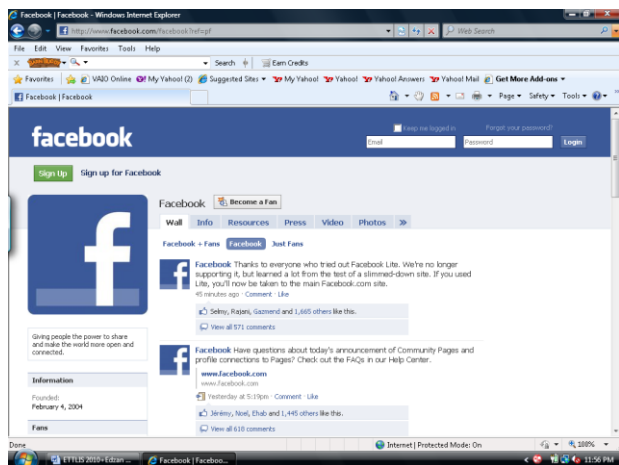 Facebook | Facebook - Windows Internet Explorer
http://www.facebook.com/facebook?ref=pf
Web Search
File Edit View Favorites Tools Help
Search Earn Credits
Favorites VAIO Online My Yahoo! (2) Suggested Sites My Yahoo! Yahoo! Yahoo! Answers Yahoo! Mail Get More Add-ons
Facebook | Facebook
Page Safety Tools
facebook
Keep me logged in Forgot your password?
Email Password Login
Sign Up Sign up for Facebook
Facebook Become a Fan
Wall Info Resources Press Video Photos »
Facebook + Fans Facebook Just Fans
Facebook Thanks to everyone who tried out Facebook Lite. We're no longer
supporting it, but learned a lot from the test of a slimmed-down site. If you used
Lite, you'll now be taken to the main Facebook.com site.
45 minutes ago · Comment · Like
Selmy, Rajani, Gazmend and 1,665 others like this.
View all 571 comments
Giving people the power to share
and make the world more open and
connected.
Facebook Have questions about today's announcement of Community Pages and
profile connections to Pages? Check out the FAQs in our Help Center.
www.facebook.com
www.facebook.com
Yesterday at 5:19pm · Comment · Like
Jérémy, Noel, Ehab and 1,445 others like this.
View all 610 comments
Information
Founded:
February 4, 2004
Fans
Done
Internet | Protected Mode: On
100%
ETTLIS 2010+Edzan ...
Facebook | Faceboo...
11:56 PM